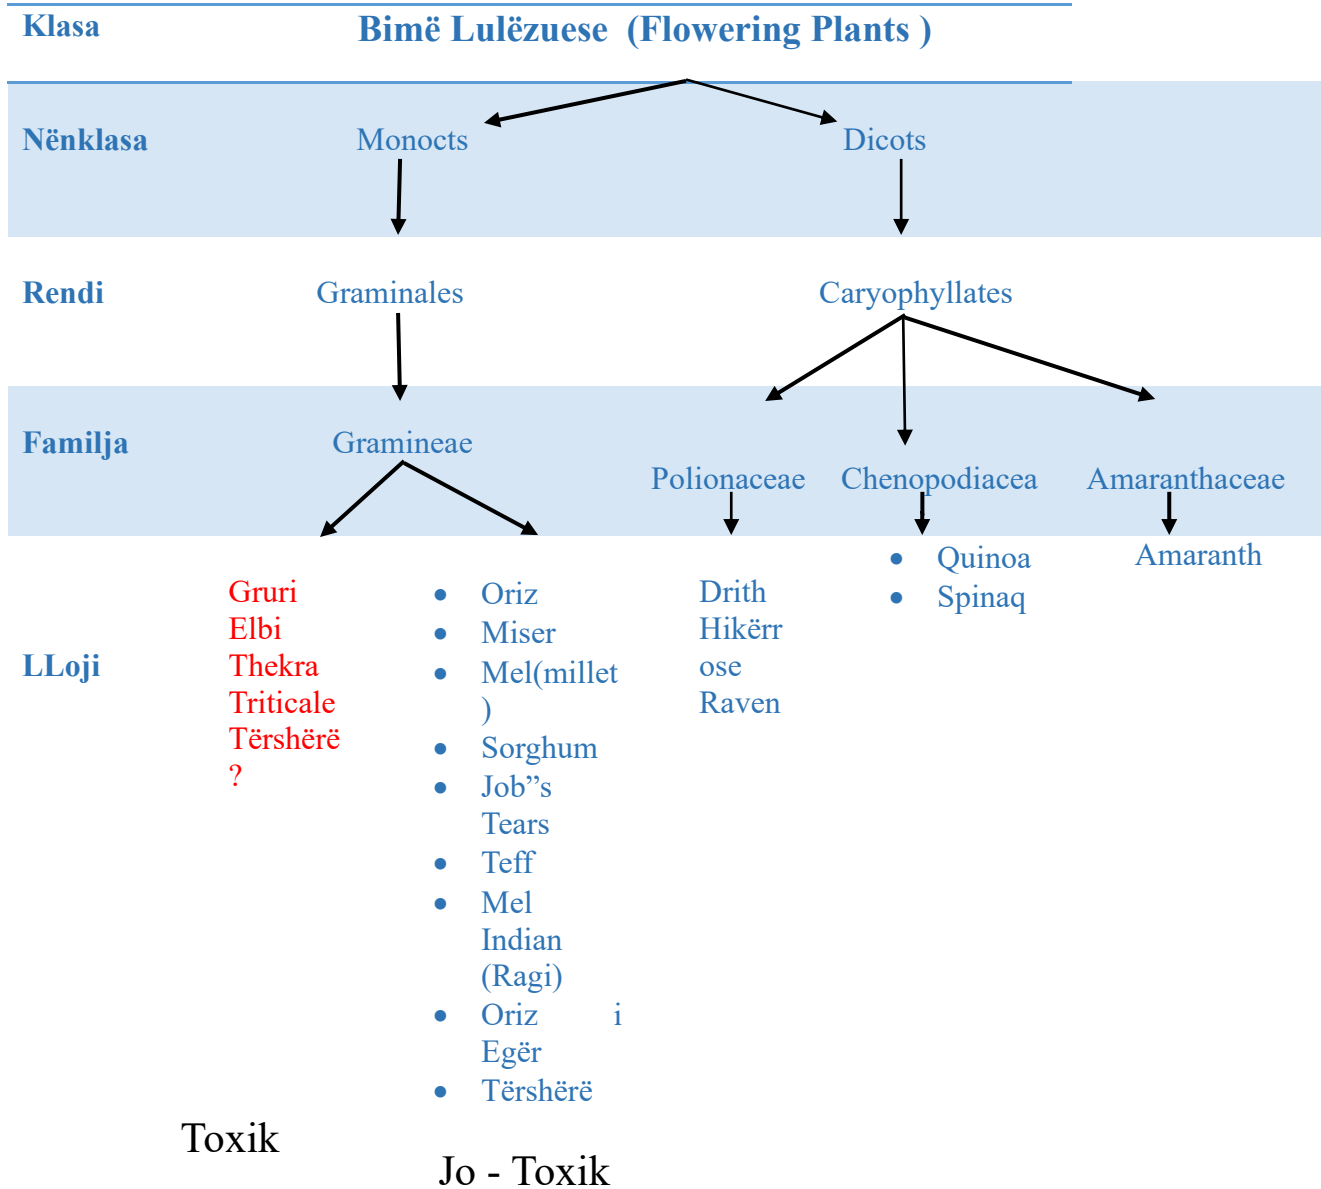 Klasa
Bimë Lulëzuese (Flowering Plants )
Nënklasa
Monocts
Dicots
Rendi
Graminales
Caryophyllates
Familja
Gramineae
Polionaceae
Chenopodiacea
Amaranthaceae
LLoji
Gruri
Elbi
Thekra
Triticale
Tërshërë
?
• Oriz
• Miser
• Mel(millet
)
• Sorghum
• Job”s
Tears
• Teff
• Mel
Indian
(Ragi)
• Oriz i
Egër
• Tërshërë
Drith
Hikërr
ose
Raven
• Quinoa
• Spinaq
Amaranth
Toxik
Jo - Toxik